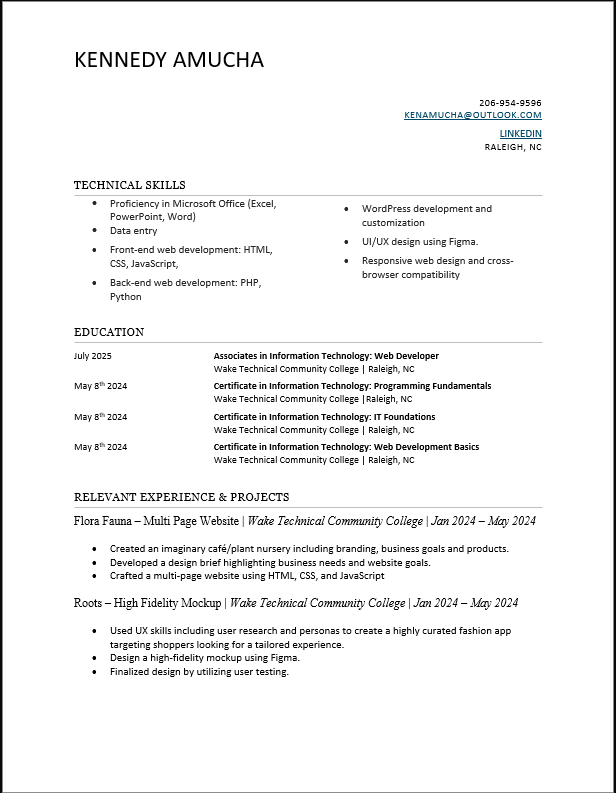 KENNEDY AMUCHA
206-954-9596
KENAMUCHA@OUTLOOK.COM
LINKEDIN
RALEIGH, NC
TECHNICAL SKILLS
• Proficiency in Microsoft Office (Excel,
PowerPoint, Word)
• Data entry
• Front-end web development: HTML,
CSS, JavaScript,
• Back-end web development: PHP,
Python
• WordPress development and
customization
• UI/UX design using Figma.
• Responsive web design and cross-
browser compatibility
EDUCATION
July 2025 Associates in Information Technology: Web Developer
Wake Technical Community College | Raleigh, NC
May 8th 2024 Certificate in Information Technology: Programming Fundamentals
Wake Technical Community College |Raleigh, NC
May 8th 2024 Certificate in Information Technology: IT Foundations
Wake Technical Community College | Raleigh, NC
May 8th 2024 Certificate in Information Technology: Web Development Basics
Wake Technical Community College | Raleigh, NC
RELEVANT EXPERIENCE & PROJECTS
Flora Fauna – Multi Page Website | Wake Technical Community College | Jan 2024 – May 2024
• Created an imaginary café/plant nursery including branding, business goals and products.
• Developed a design brief highlighting business needs and website goals.
• Crafted a multi-page website using HTML, CSS, and JavaScript
Roots – High Fidelity Mockup | Wake Technical Community College | Jan 2024 – May 2024
• Used UX skills including user research and personas to create a highly curated fashion app
targeting shoppers looking for a tailored experience.
• Design a high-fidelity mockup using Figma.
• Finalized design by utilizing user testing.